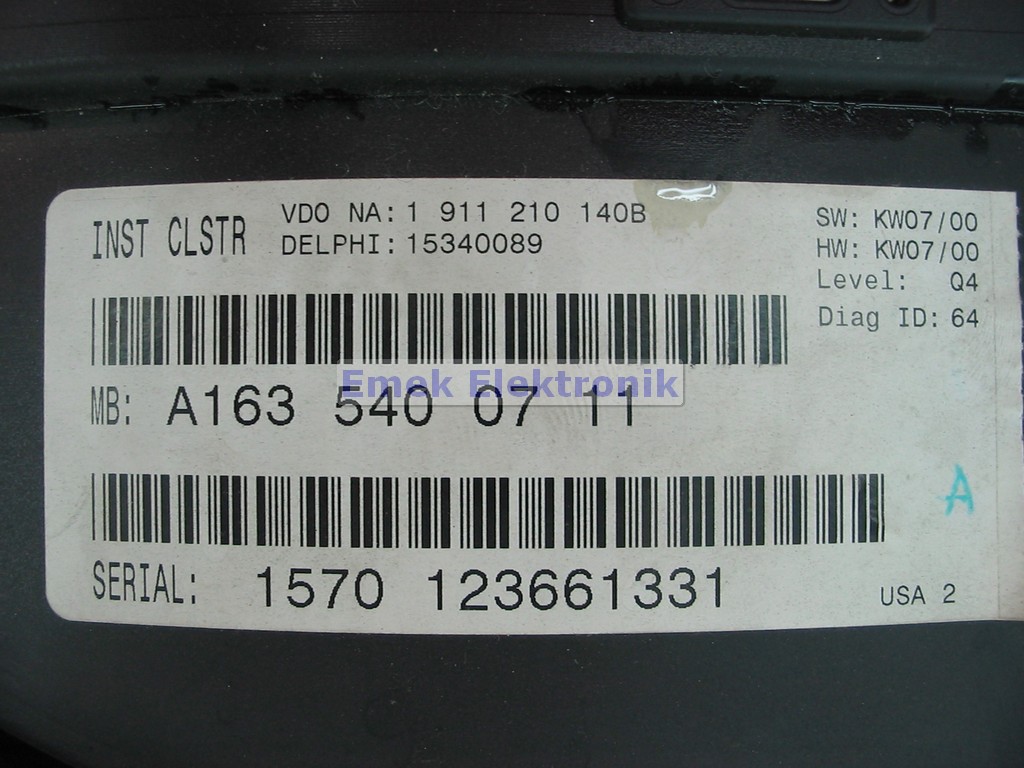 INST CLSTR
VDO NA: 1 911 210 140B
DELPHI: 15340089
SW: KW07/00
HW: KW07/00
Level: Q4
Diag ID: 64
Emek Elektronik
MB: A163 540 07 11
A
SERIAL: 1570 123661331
USA 2